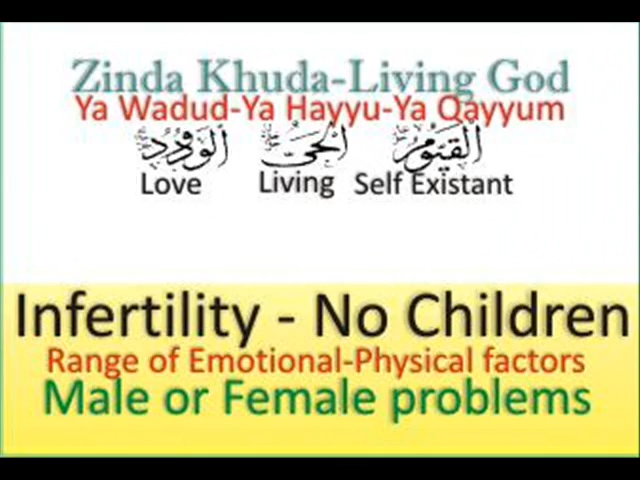 Zinda Khuda-Living God
Ya Wadud-Ya Hayyu-Ya Qayyum
الودود الحي القيوم
Love Living Self Existant
Infertility - No Children
Range of Emotional-Physical factors
Male or Female problems